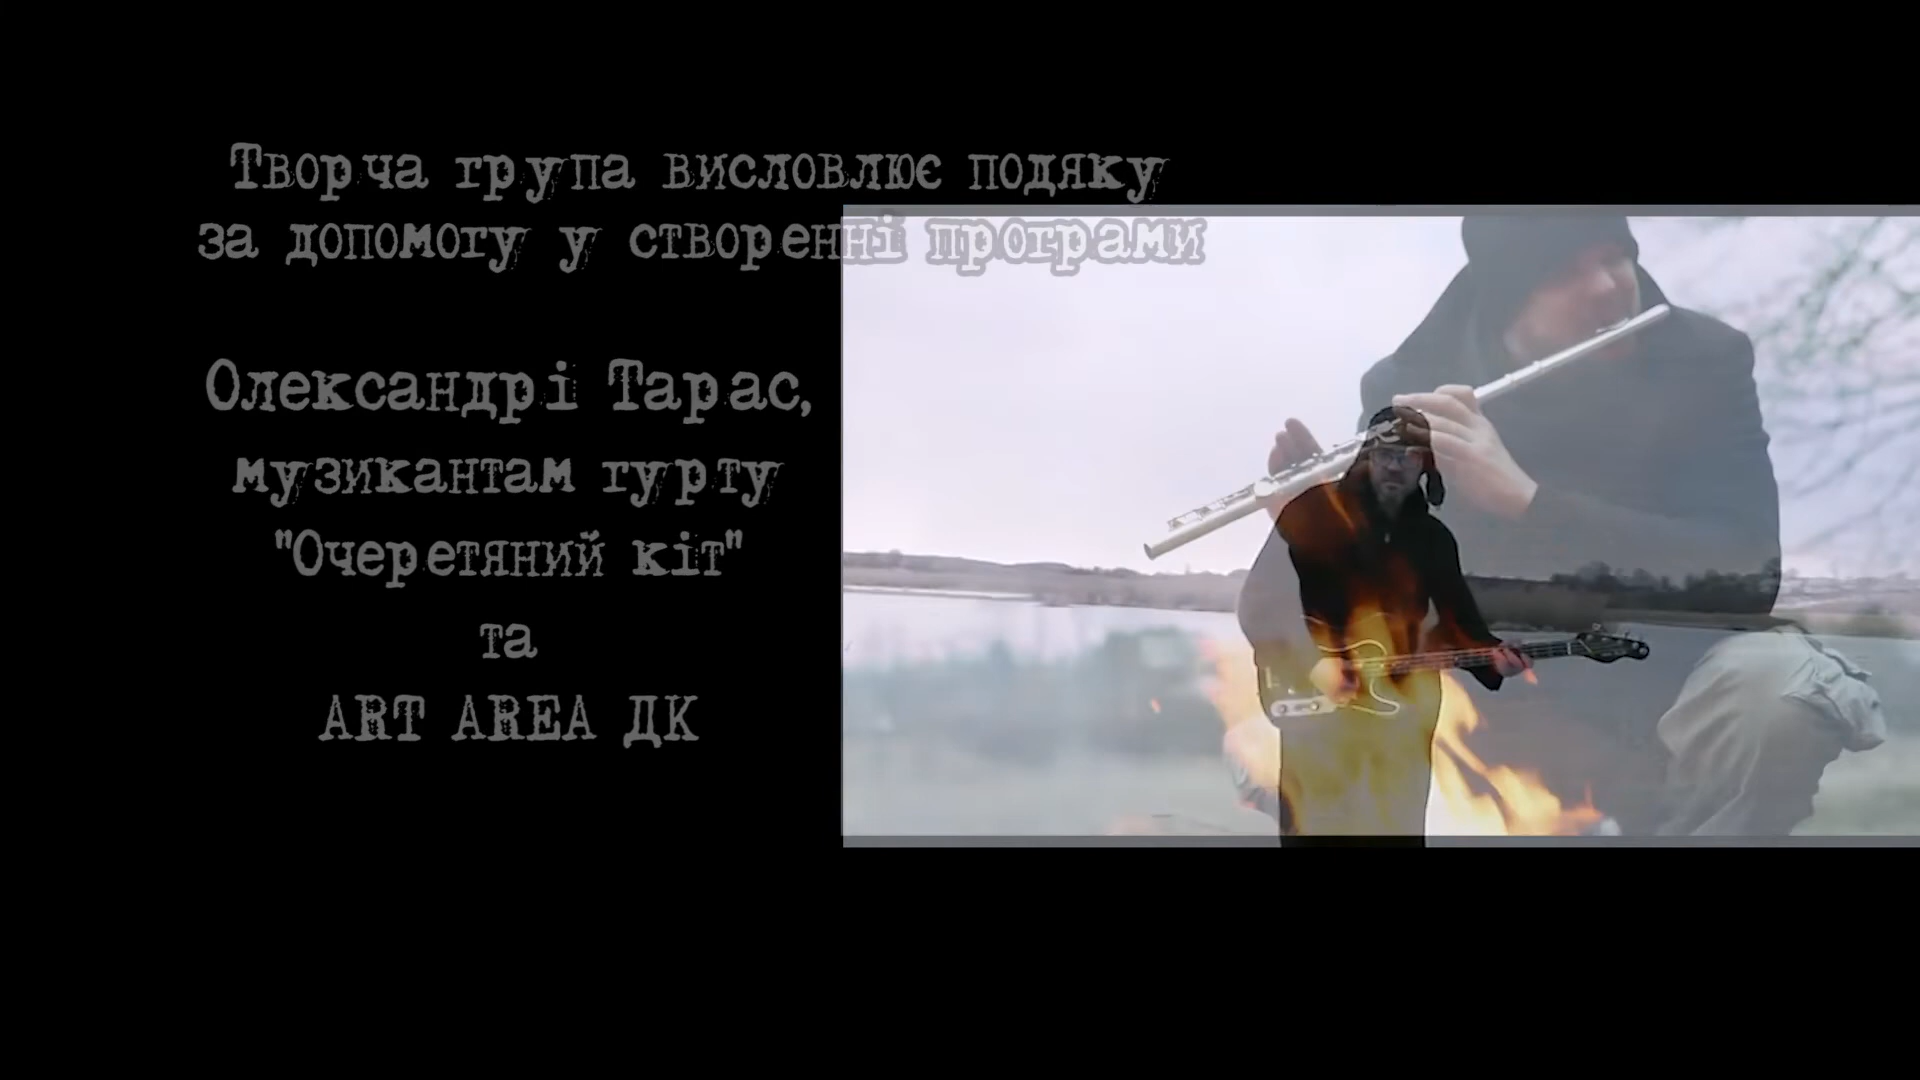 Творча група висловлює подяку
за допомогу у створенні програми
Олександрі Тарас,
музикантам гурту
"Очеретяний кіт"
та
ART AREA ДК